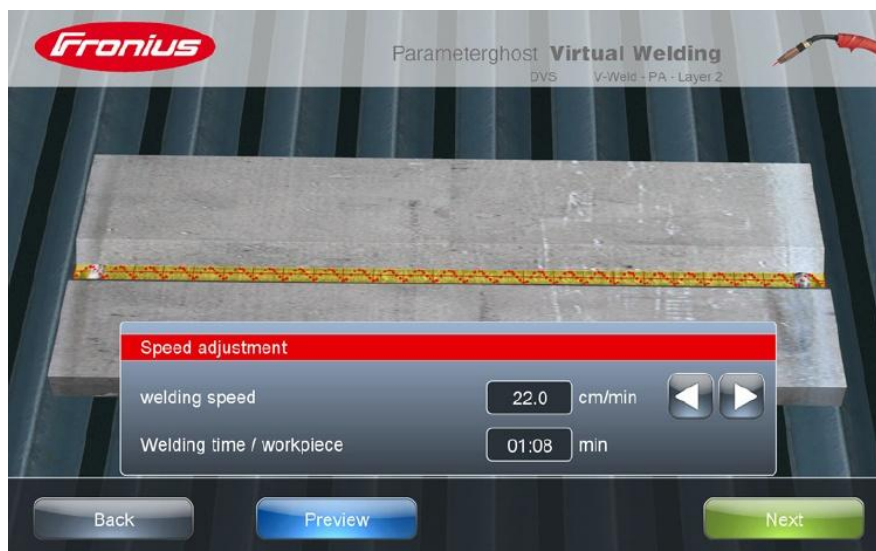 Fronius
Parameterghost Virtual Welding
DVS V-Weld - PA - Layer 2
Speed adjustment
welding speed 22.0 cm/min
Welding time / workpiece 01:08 min
Back Preview Next